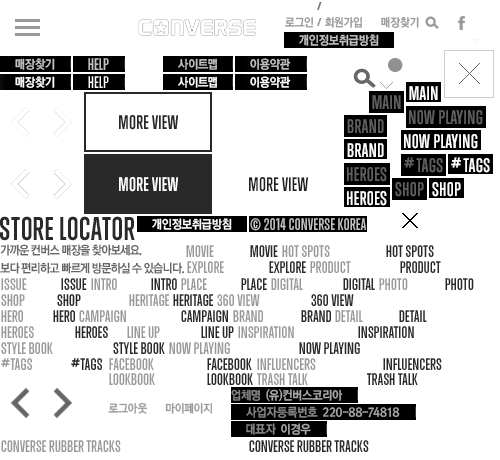 CONVERSE
로그인 / 회원가입 매장찾기
개인정보취급방침
매장찾기 HELP 사이트맵 이용약관
매장찾기 HELP 사이트맵 이용약관
MAIN MAIN
MORE VIEW
BRAND NOW PLAYING
BRAND NOW PLAYING
HEROES #TAGS #TAGS
MORE VIEW MORE VIEW
HEROES SHOP SHOP
STORE LOCATOR 개인정보취급방침 © 2014 CONVERSE KOREA
가까운 컨버스 매장을 찾아보세요. MOVIE MOVIE HOT SPOTS HOT SPOTS
보다 편리하고 빠르게 방문하실 수 있습니다. EXPLORE EXPLORE PRODUCT PRODUCT
ISSUE ISSUE INTRO INTRO PLACE PLACE DIGITAL DIGITAL PHOTO PHOTO
SHOP SHOP HERITAGE HERITAGE 360 VIEW 360 VIEW
HERO HERO CAMPAIGN CAMPAIGN BRAND BRAND DETAIL DETAIL
HEROES HEROES LINE UP LINE UP INSPIRATION INSPIRATION
STYLE BOOK STYLE BOOK NOW PLAYING NOW PLAYING
#TAGS #TAGS FACEBOOK FACEBOOK INFLUENCERS INFLUENCERS
LOOKBOOK LOOKBOOK TRASH TALK TRASH TALK
업체명 (유)컨버스코리아
로그아웃 마이페이지 사업자등록번호 220-88-74818
대표자 이경우
CONVERSE RUBBER TRACKS CONVERSE RUBBER TRACKS